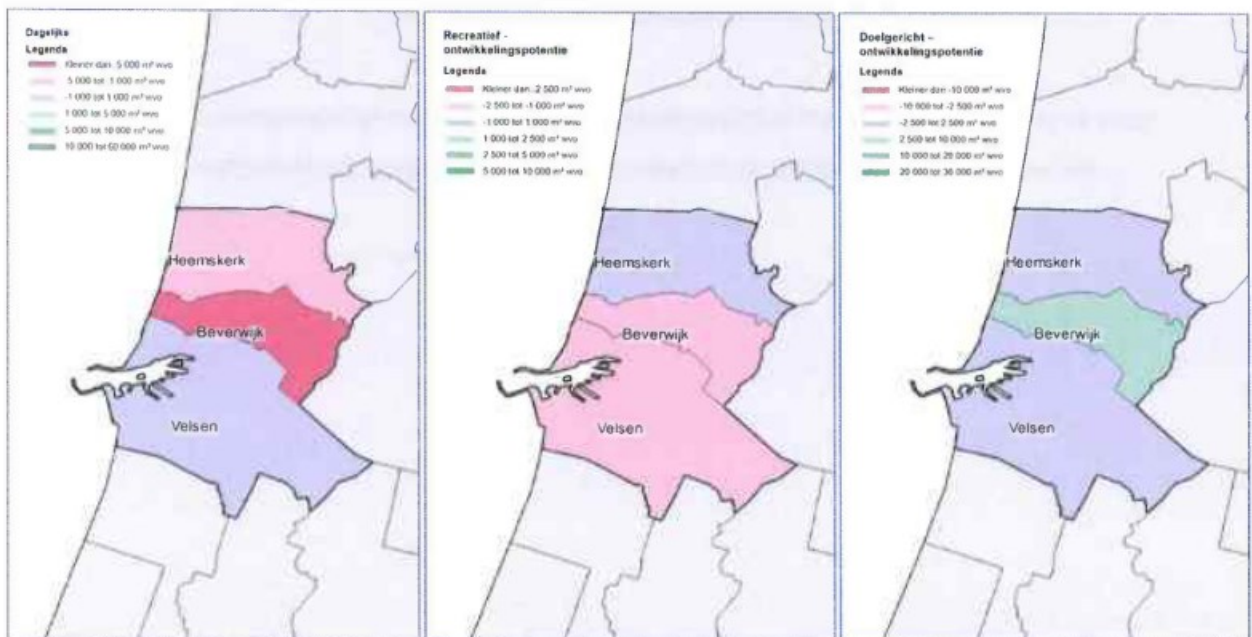 Dagelijks
Legenda
Kleiner dan -5 000 m² wvo
-5 000 tot -1 000 m² wvo
-1 000 tot 1 000 m² wvo
1 000 tot 5 000 m² wvo
5 000 tot 10 000 m² wvo
10 000 tot 60 000 m² wvo
Heemskerk
Beverwijk
Velsen
Recreatief -
ontwikkelingspotentie
Legenda
Kleiner dan -2 500 m² wvo
-2 500 tot -1 000 m² wvo
-1 000 tot 1 000 m² wvo
1 000 tot 2 500 m² wvo
2 500 tot 5 000 m² wvo
5 000 tot 10 000 m² wvo
Heemskerk
Beverwijk
Velsen
Doelgericht –
ontwikkelingspotentie
Legenda
Kleiner dan -10 000 m² wvo
-10 000 tot -2 500 m² wvo
-2 500 tot 2 500 m² wvo
2 500 tot 10 000 m² wvo
10 000 tot 20 000 m² wvo
20 000 tot 30 000 m² wvo
Heemskerk
Beverwijk
Velsen